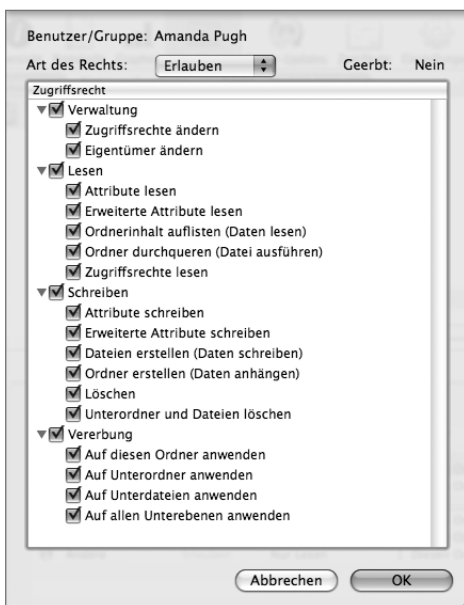 Benutzer/Gruppe: Amanda Pugh
Art des Rechts: Erlauben Geerbt: Nein
Zugriffsrecht
Verwaltung
Zugriffsrechte ändern
Eigentümer ändern
Lesen
Attribute lesen
Erweiterte Attribute lesen
Ordnerinhalt auflisten (Daten lesen)
Ordner durchqueren (Datei ausführen)
Zugriffsrechte lesen
Schreiben
Attribute schreiben
Erweiterte Attribute schreiben
Dateien erstellen (Daten schreiben)
Ordner erstellen (Daten anhängen)
Löschen
Unterordner und Dateien löschen
Vererbung
Auf diesen Ordner anwenden
Auf Unterordner anwenden
Auf Unterdateien anwenden
Auf allen Unterebenen anwenden
Abbrechen OK